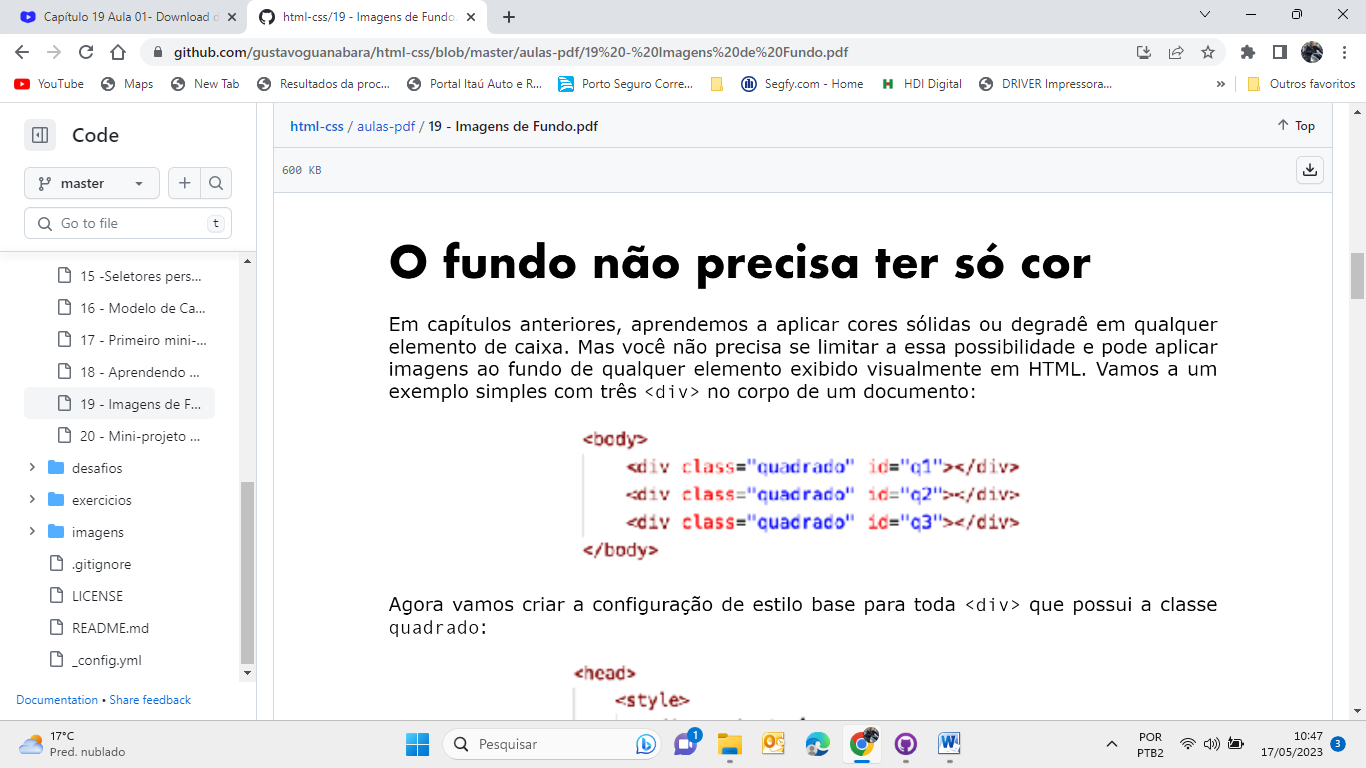 Capítulo 19 Aula 01- Download d
html-css/19 - Imagens de Fundo.
github.com/gustavoguanabara/html-css/blob/master/aulas-pdf/19%20-%20Imagens%20de%20Fundo.pdf
YouTube Maps New Tab Resultados da proc... Portal Itaú Auto e R... Porto Seguro Corre... Segfy.com - Home HDI Digital DRIVER Impressora... » Outros favoritos
Code
master
Go to file t
15 -Seletores pers...
16 - Modelo de Ca...
17 - Primeiro mini-...
18 - Aprendendo ...
19 - Imagens de F...
20 - Mini-projeto ...
desafios
exercicios
imagens
.gitignore
LICENSE
README.md
_config.yml
Documentation • Share feedback
html-css / aulas-pdf / 19 - Imagens de Fundo.pdf
Top
600 KB
O fundo não precisa ter só cor
Em capítulos anteriores, aprendemos a aplicar cores sólidas ou degradê em qualquer
elemento de caixa. Mas você não precisa se limitar a essa possibilidade e pode aplicar
imagens ao fundo de qualquer elemento exibido visualmente em HTML. Vamos a um
exemplo simples com três <div> no corpo de um documento:
<body>
<div class="quadrado" id="q1"></div>
<div class="quadrado" id="q2"></div>
<div class="quadrado" id="q3"></div>
</body>
Agora vamos criar a configuração de estilo base para toda <div> que possui a classe
quadrado:
<head>
<style>
17°C
Pred. nublado
Pesquisar
1
POR
PTB2
10:47
17/05/2023
3